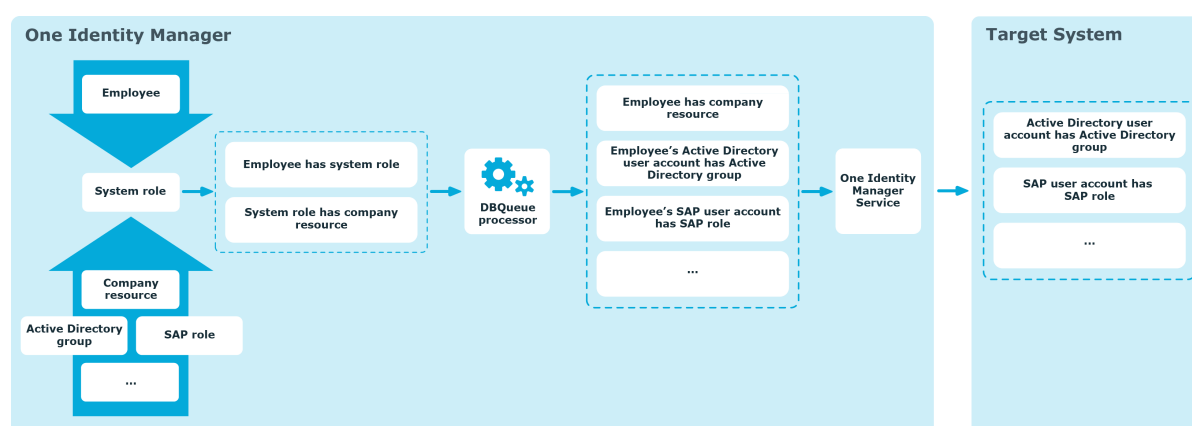 One Identity Manager
Employee
System role
Company
resource
Active Directory
group
SAP role
...
Employee has system role
System role has company
resource
DBQueue
processor
Employee has company
resource
Employee’s Active Directory
user account has Active
Directory group
Employee’s SAP user account
has SAP role
...
One Identity
Manager
Service
Target System
Active Directory user
account has Active Directory
group
SAP user account has
SAP role
...